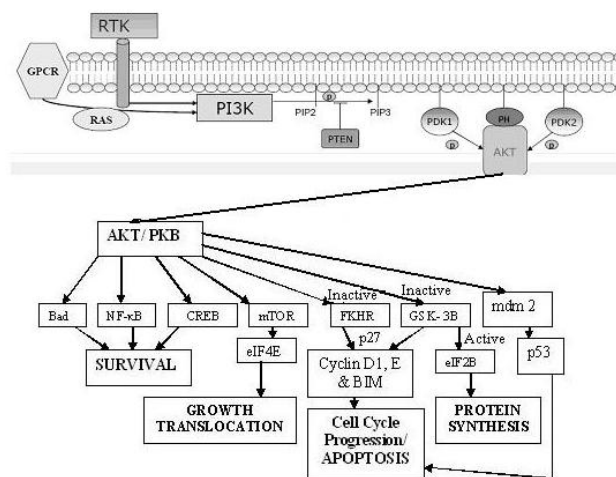 RTK
GPCR
RAS
PI3K
p
PIP2
PIP3
PTEN
PDK1
PH
PDK2
p
AKT
p
AKT/ PKB
Inactive
Inactive
Bad
NF-κB
CREB
mTOR
FKHR
GSK-3B
mdm 2
p27
Active
eIF4E
Cyclin D1, E
& BIM
eIF2B
p53
SURVIVAL
GROWTH
TRANSLOCATION
Cell Cycle
Progression/
APOPTOSIS
PROTEIN
SYNTHESIS